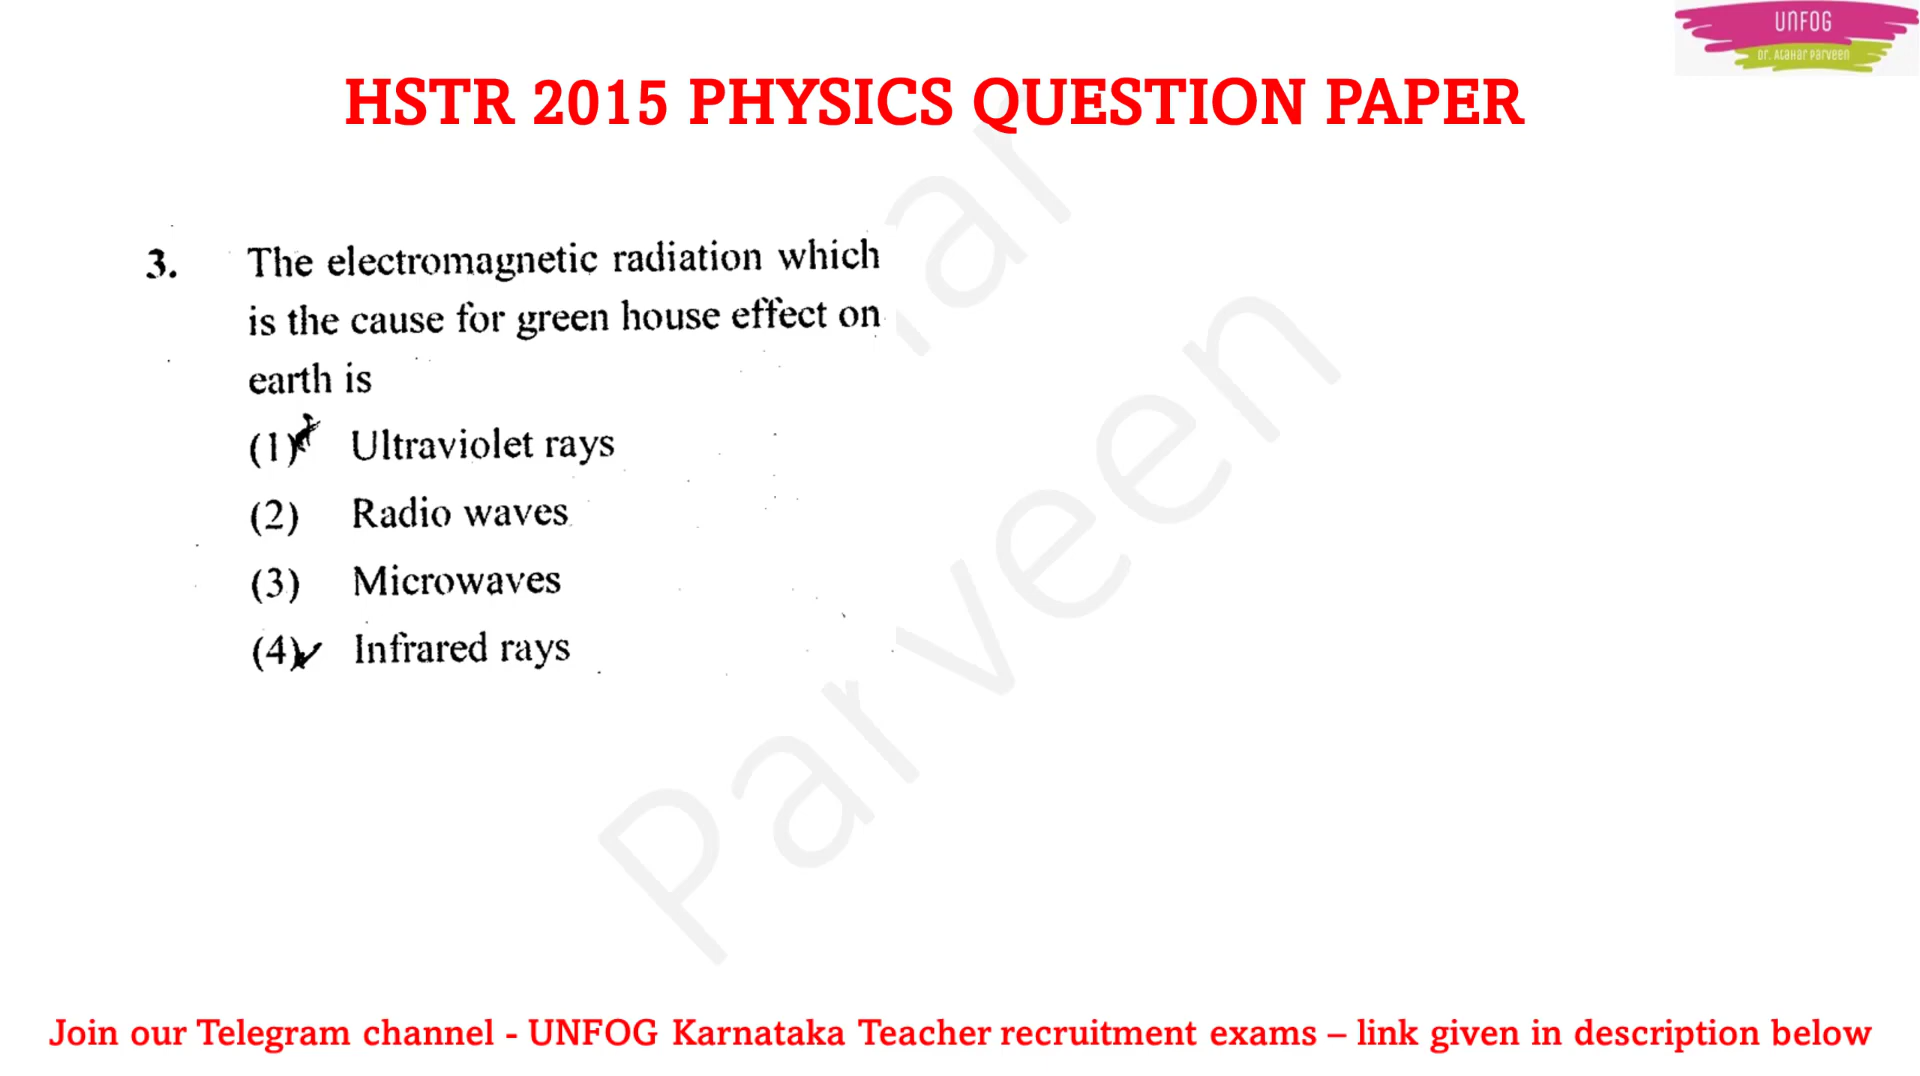 UNFOG
Dr. Atahar Parveen
HSTR 2015 PHYSICS QUESTION PAPER
3. The electromagnetic radiation which
is the cause for green house effect on
earth is
(1) Ultraviolet rays
(2) Radio waves
(3) Microwaves
(4) Infrared rays
Parveen
Join our Telegram channel - UNFOG Karnataka Teacher recruitment exams – link given in description below